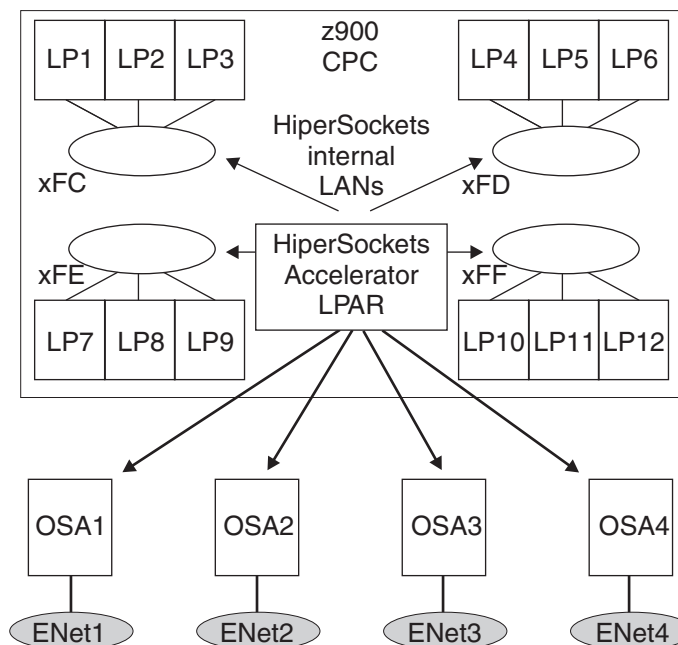 LP1 LP2 LP3
z900
CPC
LP4 LP5 LP6
HiperSockets
internal
LANs
xFC
xFD
xFE
HiperSockets
Accelerator
LPAR
xFF
LP7 LP8 LP9
LP10 LP11 LP12
OSA1 OSA2 OSA3 OSA4
ENet1 ENet2 ENet3 ENet4